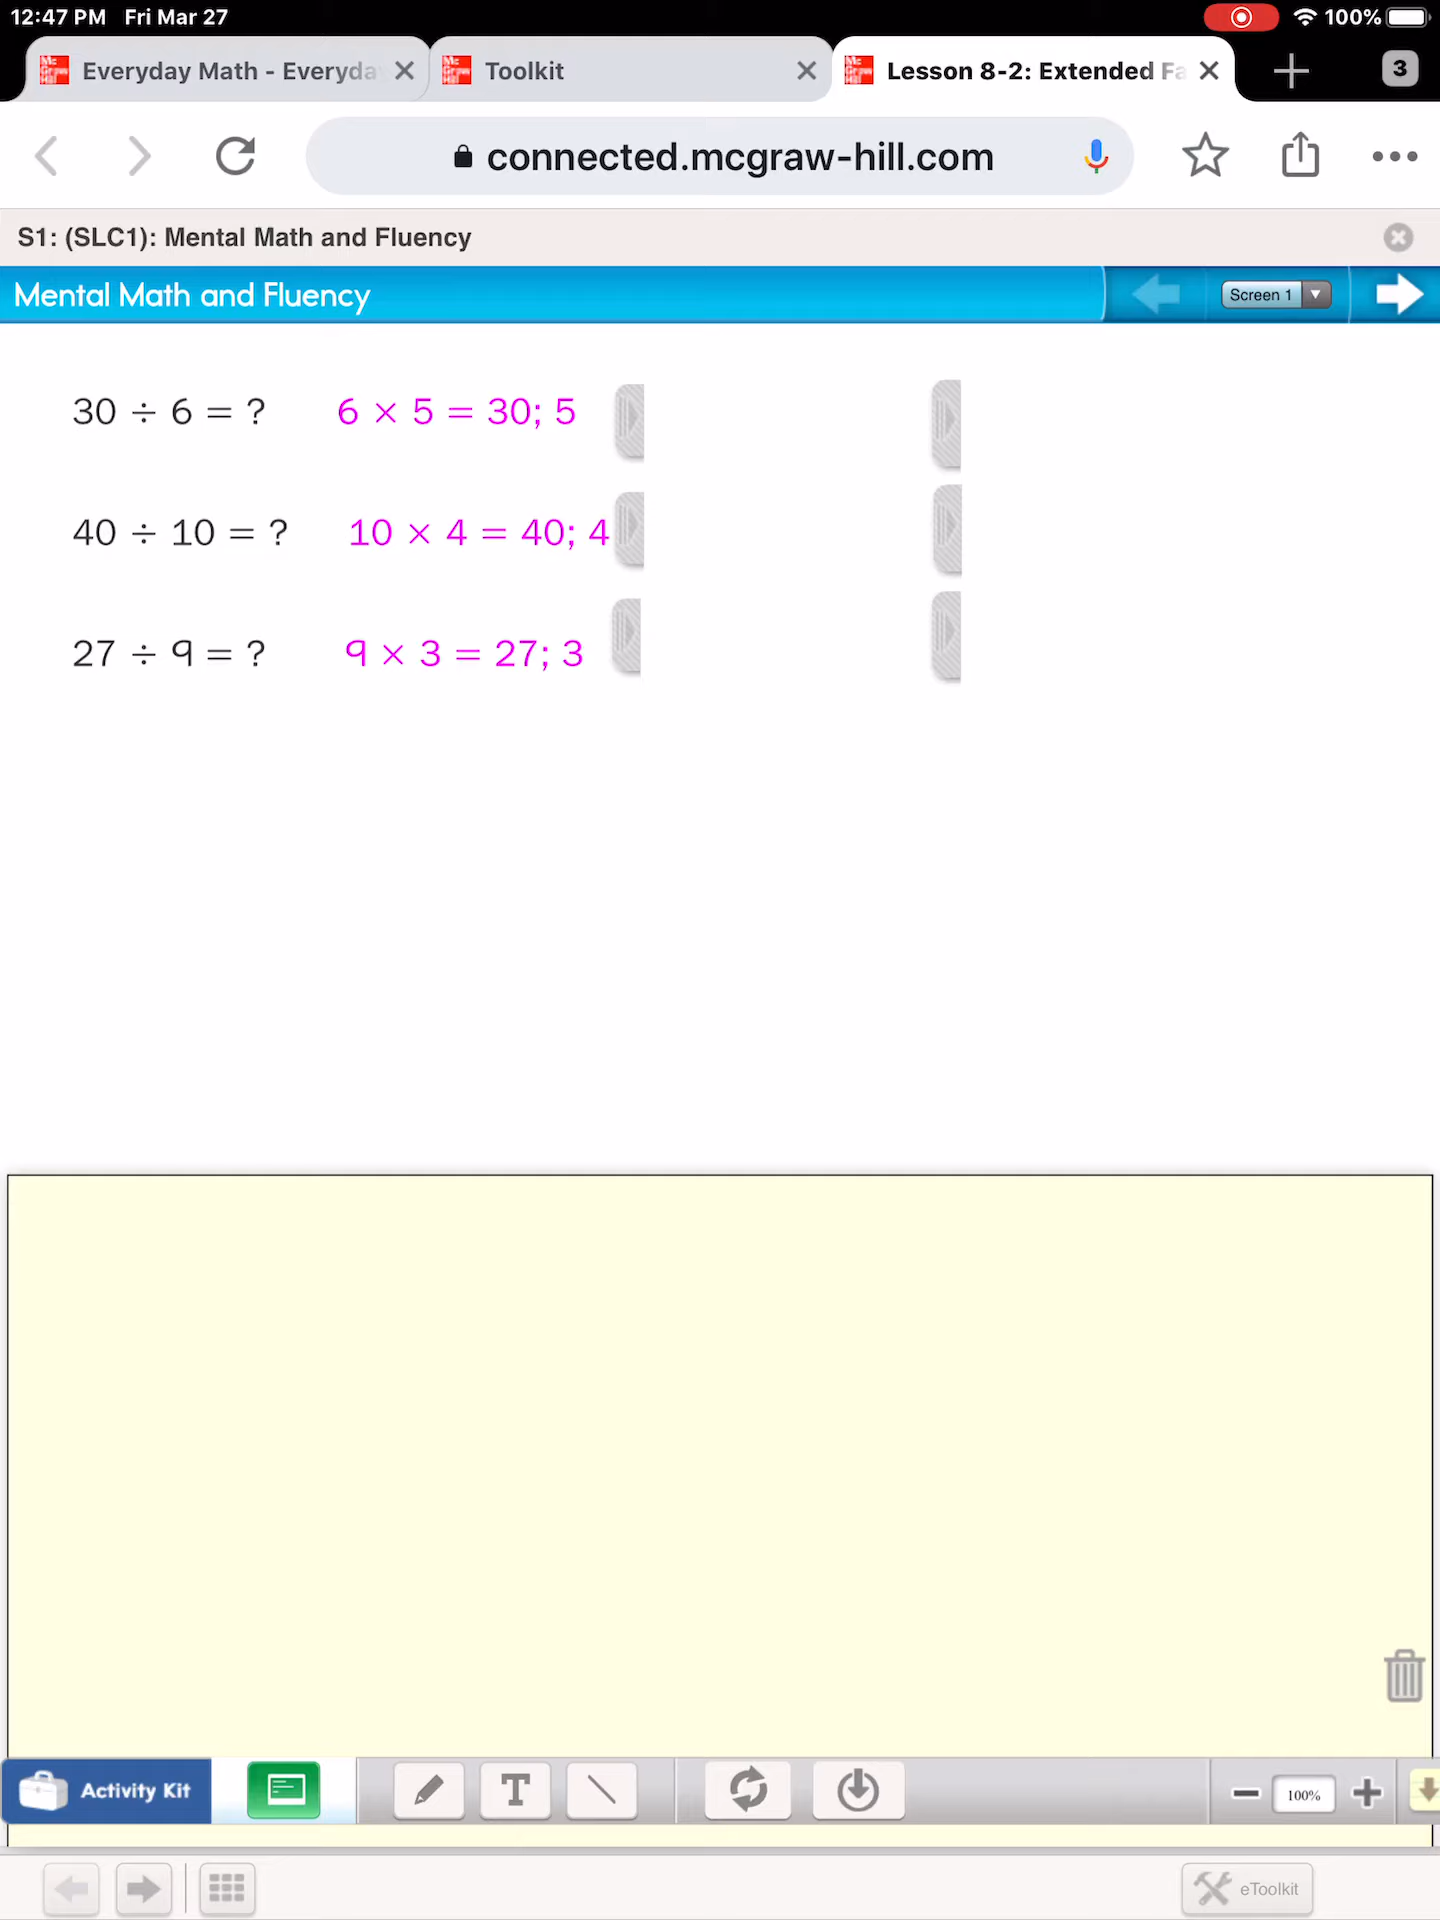 12:47 PM Fri Mar 27 100%
Everyday Math - Everyda Toolkit Lesson 8-2: Extended Fa 3
connected.mcgraw-hill.com
S1: (SLC1): Mental Math and Fluency
Mental Math and Fluency Screen 1
30 ÷ 6 = ? 6 × 5 = 30; 5
40 ÷ 10 = ? 10 × 4 = 40; 4
27 ÷ 9 = ? 9 × 3 = 27; 3
Activity Kit T 100%
eToolkit